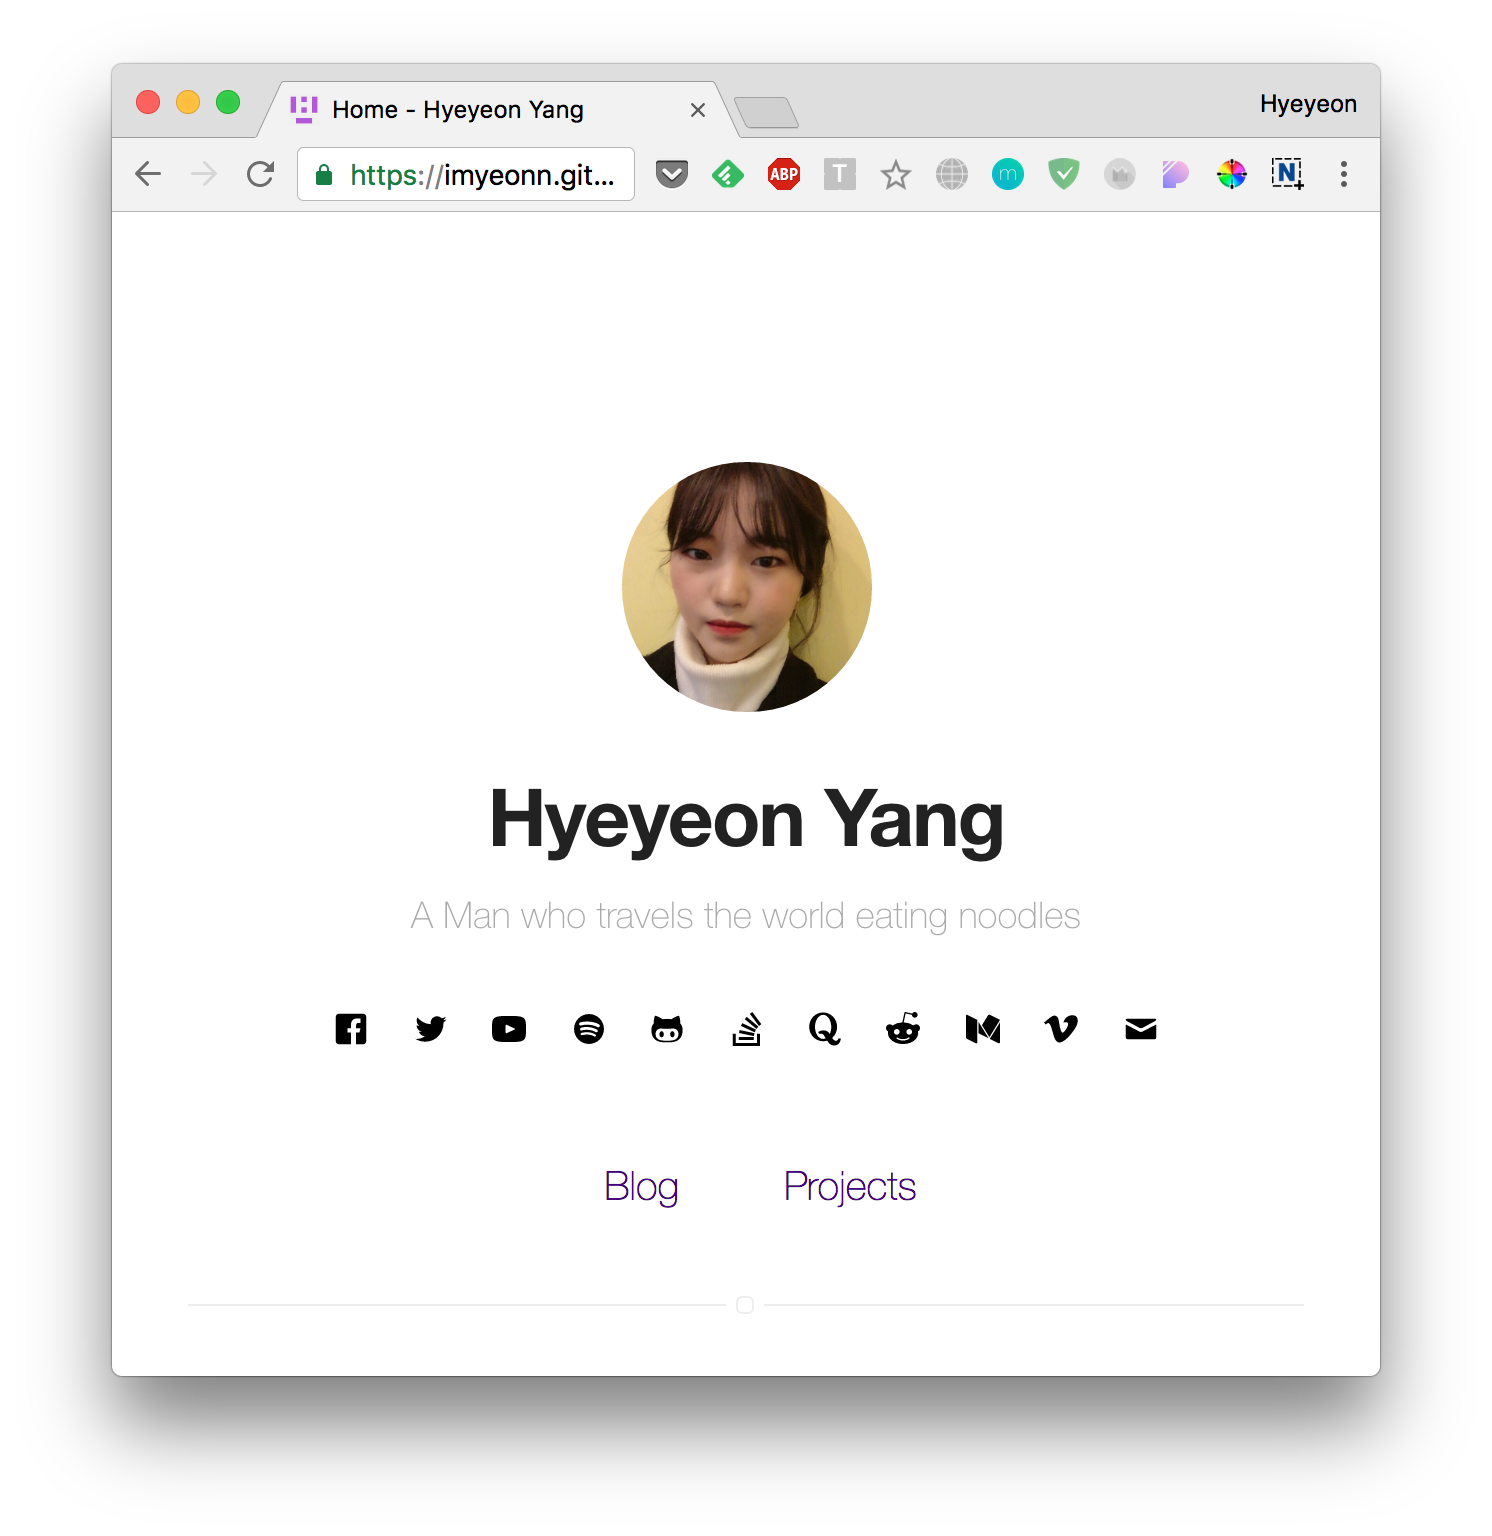 Home - Hyeyeon Yang
Hyeyeon
https://imyeonn.git...
ABP
T
m
N
Hyeyeon Yang
A Man who travels the world eating noodles
Blog
Projects